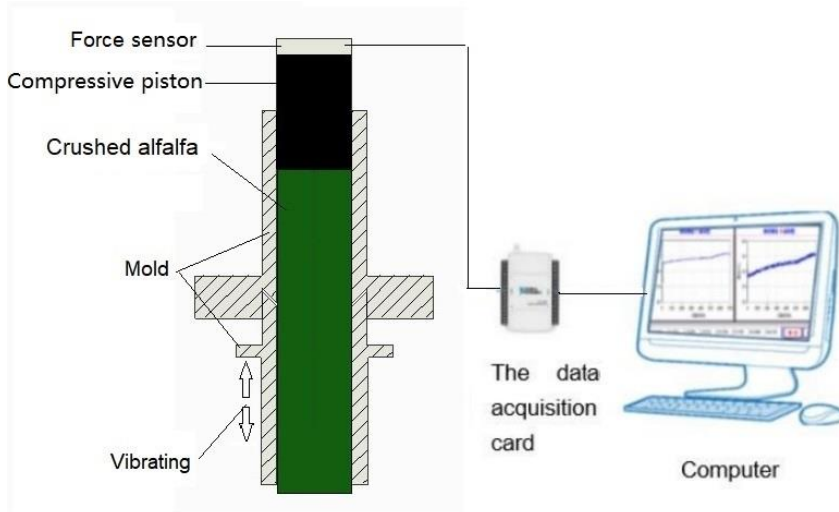 Force sensor
Compressive piston
Crushed alfalfa
Mold
Vibrating
The data
acquisition
card
Computer